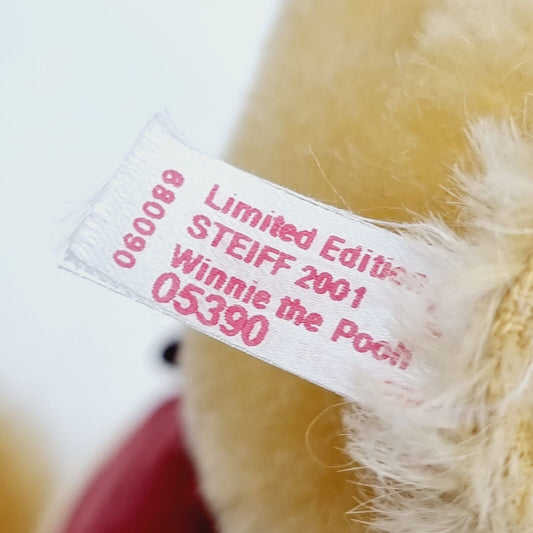 060089
Limited Edition
STEIFF 2001
Winnie the Pooh
05390